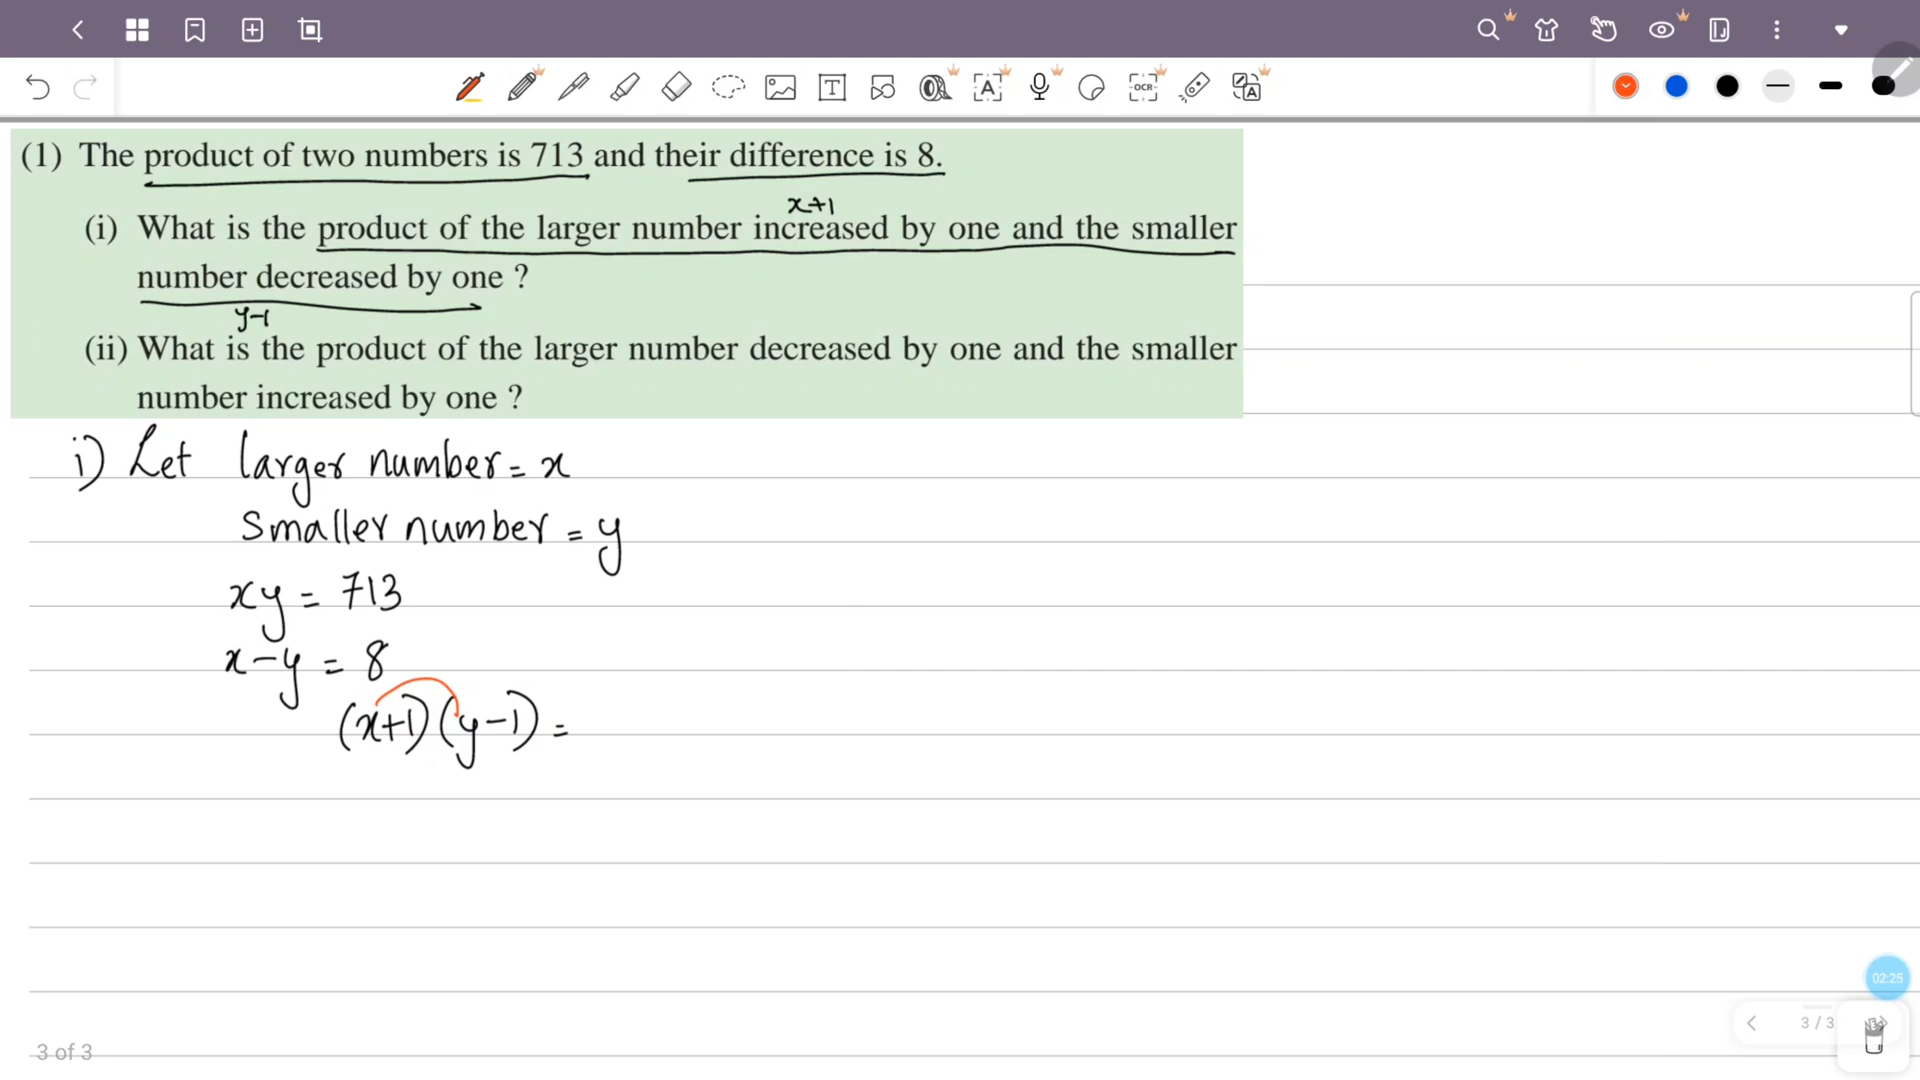 OCR
(1) The product of two numbers is 713 and their difference is 8.
x+1
(i) What is the product of the larger number increased by one and the smaller
number decreased by one ?
y-1
(ii) What is the product of the larger number decreased by one and the smaller
number increased by one ?
i) Let larger number = x
Smaller number = y
xy = 713
x-y = 8
(x+1)(y-1) =
02:25
3 / 3
3 of 3